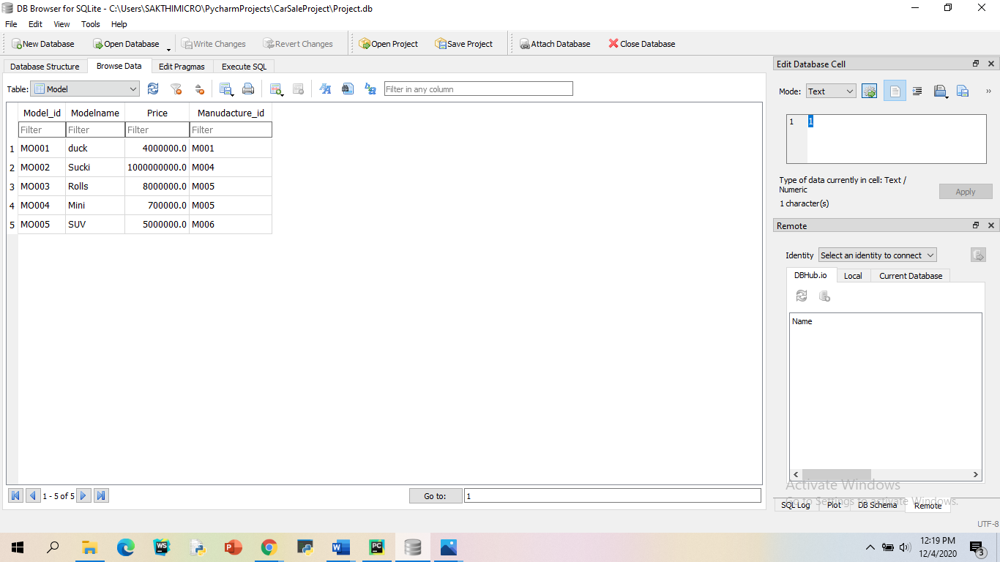 DB Browser for SQLite - C:\Users\SAKTHIMICRO\PycharmProjects\CarSaleProject\Project.db
File Edit View Tools Help
New Database Open Database Write Changes Revert Changes Open Project Save Project Attach Database Close Database
Database Structure Browse Data Edit Pragmas Execute SQL
Table: Model Filter in any column
Model_id Modelname Price Manudacture_id
Filter Filter Filter Filter
1 MO001 duck 4000000.0 M001
2 MO002 Sucki 1000000000.0 M004
3 MO003 Rolls 8000000.0 M005
4 MO004 Mini 700000.0 M005
5 MO005 SUV 5000000.0 M006
1 - 5 of 5 Go to: 1
Edit Database Cell
Mode: Text
1 1
Type of data currently in cell: Text /
Numeric
1 character(s)
Apply
Remote
Identity Select an identity to connect
DBHub.io Local Current Database
Name
Activate Windows
Go to Settings to activate Windows.
SQL Log Plot DB Schema Remote
UTF-8
WS P W PC
12:19 PM
12/4/2020
3